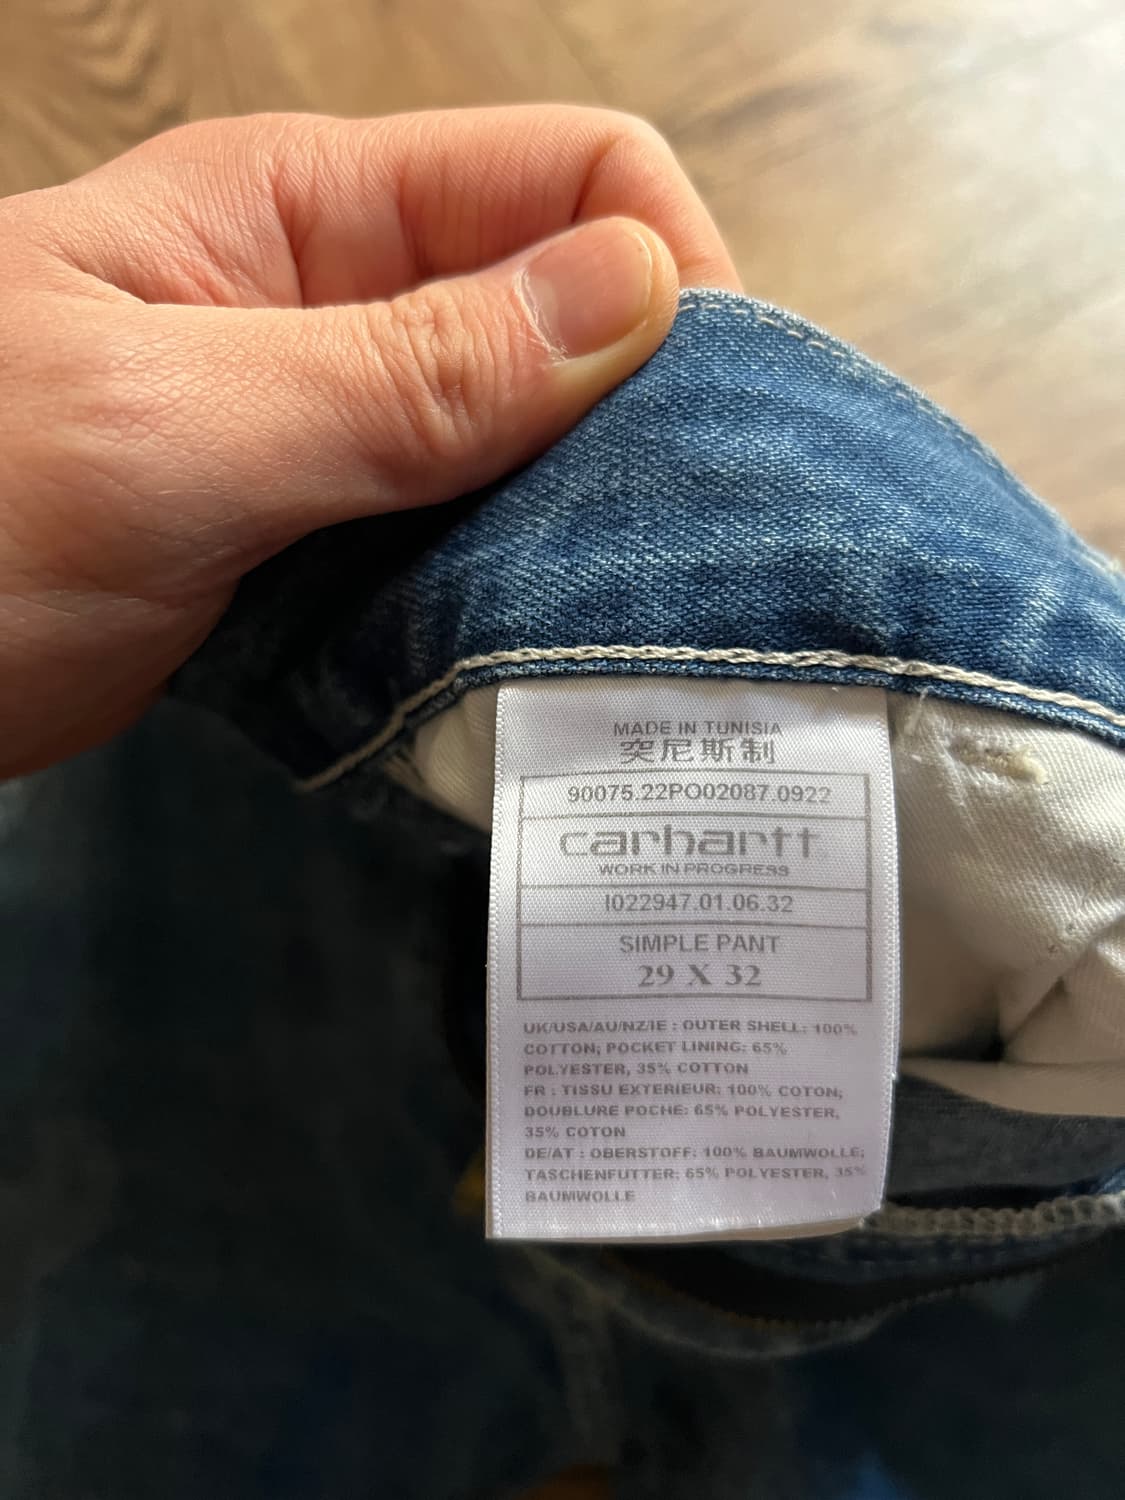 MADE IN TUNISIA
突尼斯制
90075.22PO02087.0922
carhartt
WORK IN PROGRESS
I022947.01.06.32
SIMPLE PANT
29 X 32
UK/USA/AU/NZ/IE : OUTER SHELL: 100%
COTTON; POCKET LINING: 65%
POLYESTER, 35% COTTON
FR : TISSU EXTERIEUR: 100% COTON;
DOUBLURE POCHE: 65% POLYESTER,
35% COTON
DE/AT : OBERSTOFF: 100% BAUMWOLLE;
TASCHENFUTTER: 65% POLYESTER, 35%
BAUMWOLLE